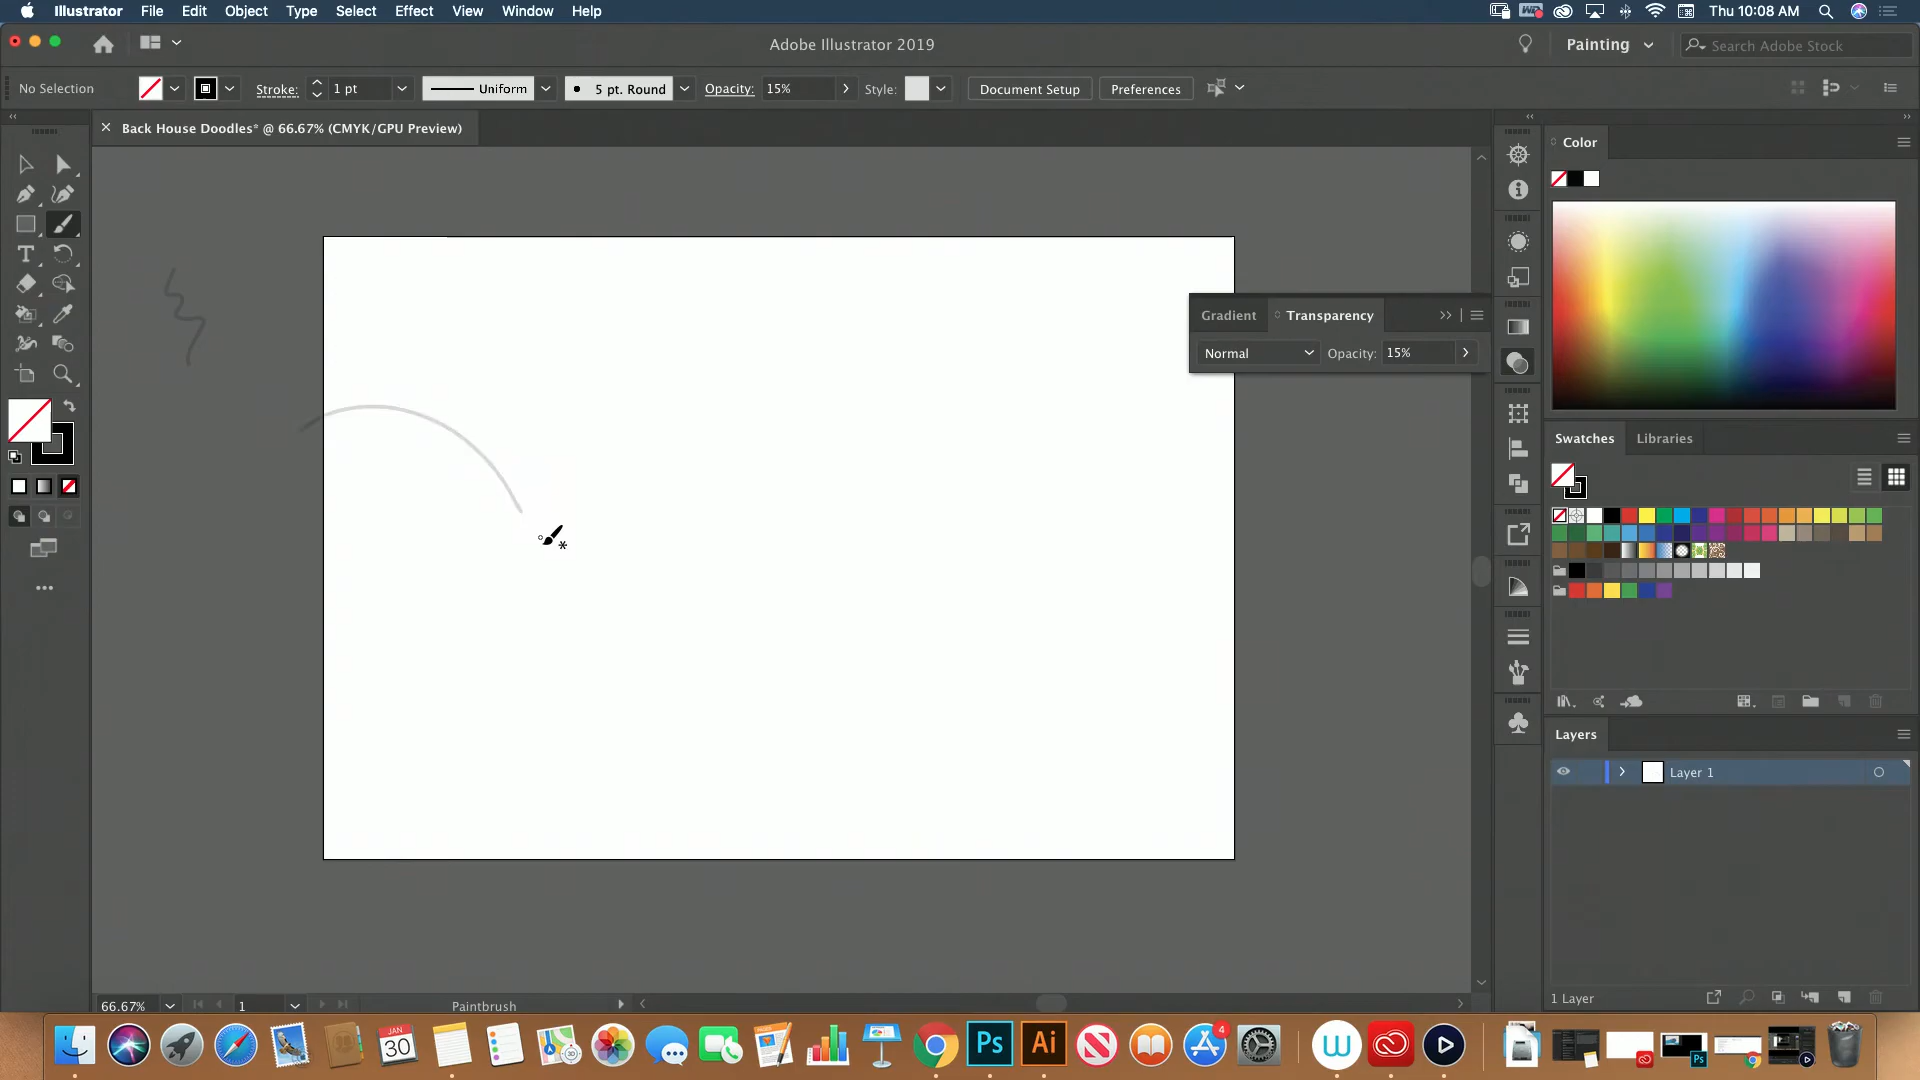 Illustrator File Edit Object Type Select Effect View Window Help
Thu 10:08 AM
Adobe Illustrator 2019
Painting
Search Adobe Stock
No Selection
Stroke: 1 pt
Uniform
5 pt. Round
Opacity: 15%
Style:
Document Setup
Preferences
Back House Doodles* @ 66.67% (CMYK/GPU Preview)
Color
Gradient
Transparency
Normal
Opacity: 15%
Swatches
Libraries
Layers
Layer 1
1 Layer
66.67%
1
Paintbrush
JAN
30
PAGES
Ps
Ai
4